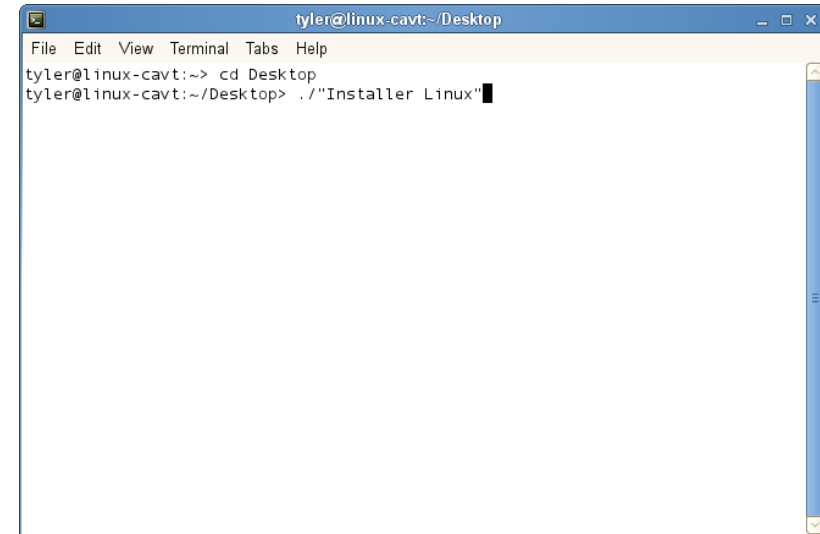 tyler@linux-cavt:~/Desktop
File Edit View Terminal Tabs Help
tyler@linux-cavt:~> cd Desktop
tyler@linux-cavt:~/Desktop> ./"Installer Linux"